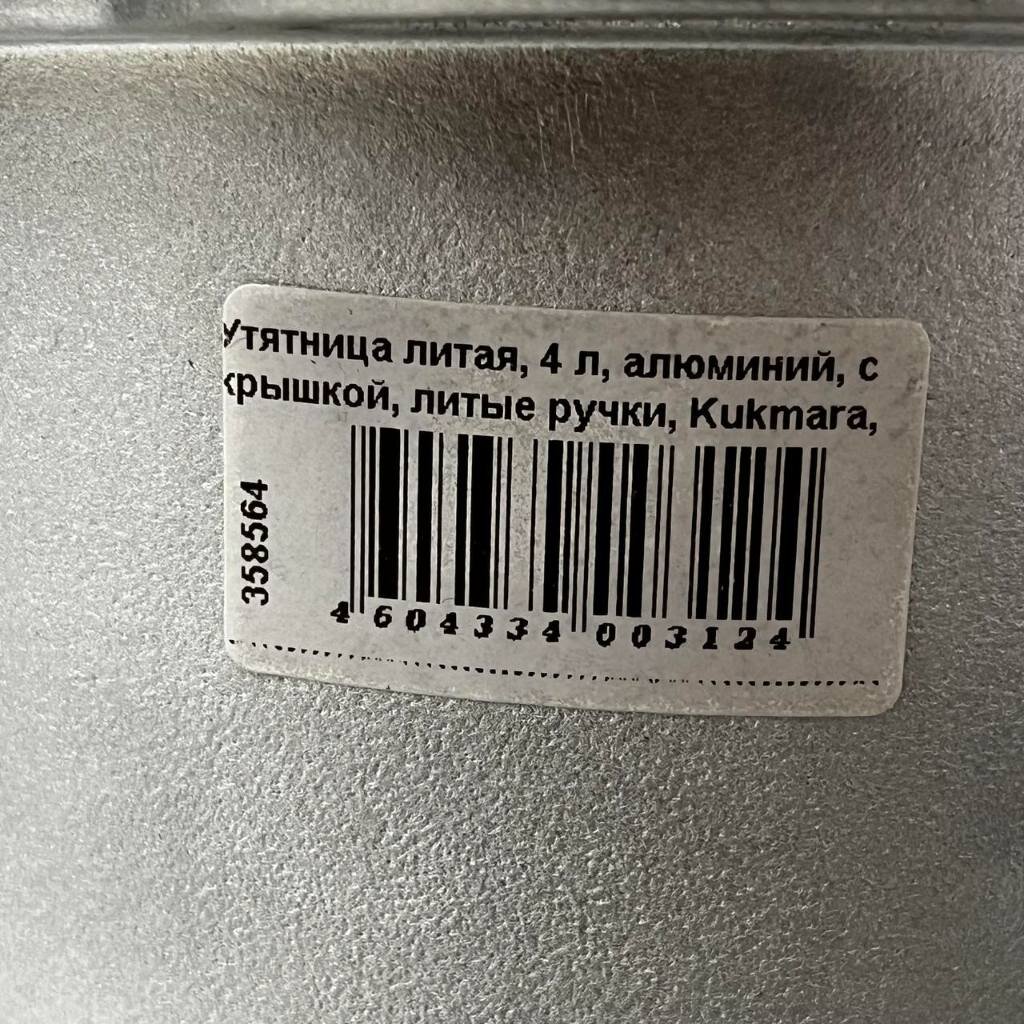 Утятница литая, 4 л, алюминий, с
крышкой, литые ручки, Kukmara,
358564
4 604334 003124